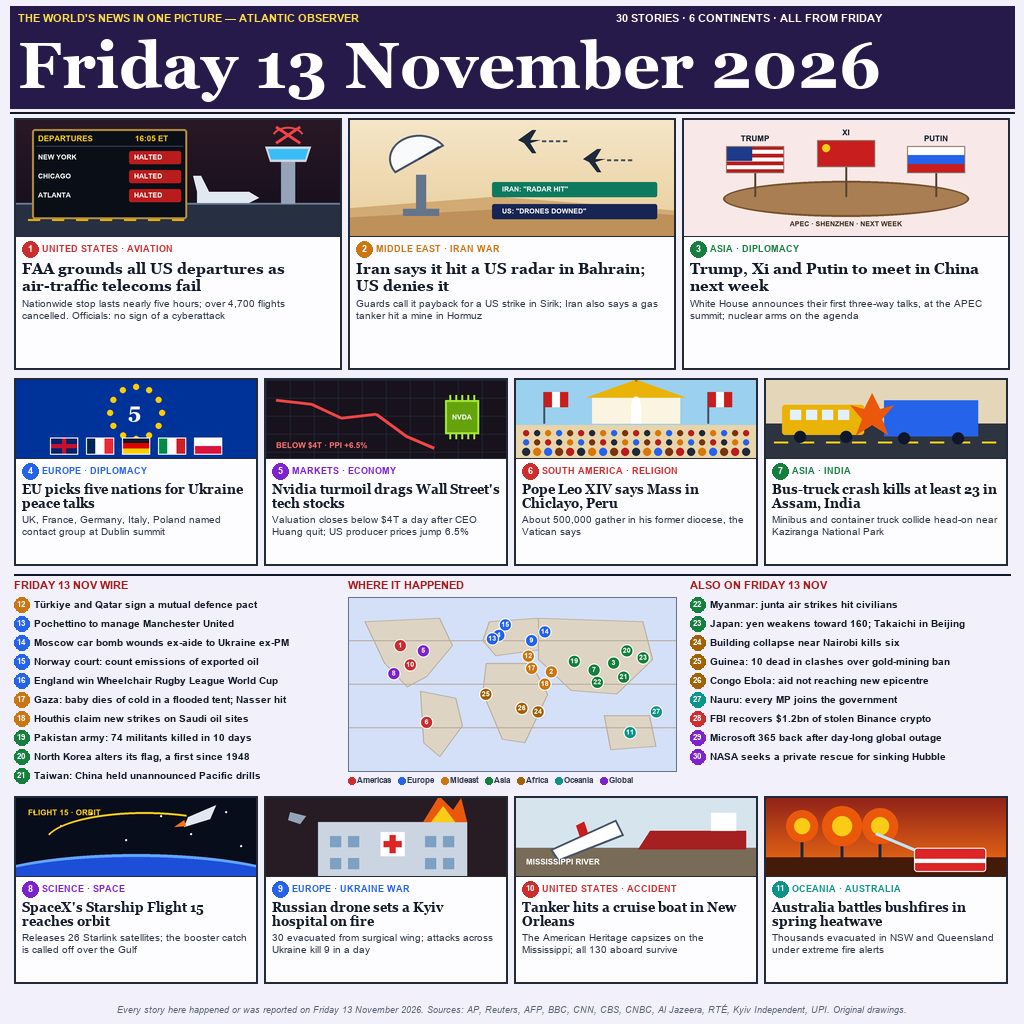 THE WORLD'S NEWS IN ONE PICTURE — ATLANTIC OBSERVER
30 STORIES · 6 CONTINENTS · ALL FROM FRIDAY
Friday 13 November 2026
DEPARTURES 16:05 ET
NEW YORK HALTED
CHICAGO HALTED
ATLANTA HALTED
1 UNITED STATES · AVIATION
FAA grounds all US departures as
air-traffic telecoms fail
Nationwide stop lasts nearly five hours; over 4,700 flights
cancelled. Officials: no sign of a cyberattack
IRAN: "RADAR HIT"
US: "DRONES DOWNED"
2 MIDDLE EAST · IRAN WAR
Iran says it hit a US radar in Bahrain;
US denies it
Guards call it payback for a US strike in Sirik; Iran also says a gas
tanker hit a mine in Hormuz
TRUMP XI PUTIN
APEC · SHENZHEN · NEXT WEEK
3 ASIA · DIPLOMACY
Trump, Xi and Putin to meet in China
next week
White House announces their first three-way talks, at the APEC
summit; nuclear arms on the agenda
5
4 EUROPE · DIPLOMACY
EU picks five nations for Ukraine
peace talks
UK, France, Germany, Italy, Poland named
contact group at Dublin summit
NVDA
BELOW $4T · PPI +6.5%
5 MARKETS · ECONOMY
Nvidia turmoil drags Wall Street's
tech stocks
Valuation closes below $4T a day after CEO
Huang quit; US producer prices jump 6.5%
6 SOUTH AMERICA · RELIGION
Pope Leo XIV says Mass in
Chiclayo, Peru
About 500,000 gather in his former diocese, the
Vatican says
7 ASIA · INDIA
Bus-truck crash kills at least 23 in
Assam, India
Minibus and container truck collide head-on near
Kaziranga National Park
FRIDAY 13 NOV WIRE
12 Türkiye and Qatar sign a mutual defence pact
13 Pochettino to manage Manchester United
14 Moscow car bomb wounds ex-aide to Ukraine ex-PM
15 Norway court: count emissions of exported oil
16 England win Wheelchair Rugby League World Cup
17 Gaza: baby dies of cold in a flooded tent; Nasser hit
18 Houthis claim new strikes on Saudi oil sites
19 Pakistan army: 74 militants killed in 10 days
20 North Korea alters its flag, a first since 1948
21 Taiwan: China held unannounced Pacific drills
WHERE IT HAPPENED
15
13 14
9
1 5
10
8
12
17 2
18
19 7 3 20 23
22 21
25
26 24
6
27
11
Americas Europe Mideast Asia Africa Oceania Global
ALSO ON FRIDAY 13 NOV
22 Myanmar: junta air strikes hit civilians
23 Japan: yen weakens toward 160; Takaichi in Beijing
24 Building collapse near Nairobi kills six
25 Guinea: 10 dead in clashes over gold-mining ban
26 Congo Ebola: aid not reaching new epicentre
27 Nauru: every MP joins the government
28 FBI recovers $1.2bn of stolen Binance crypto
29 Microsoft 365 back after day-long global outage
30 NASA seeks a private rescue for sinking Hubble
FLIGHT 15 · ORBIT
8 SCIENCE · SPACE
SpaceX's Starship Flight 15
reaches orbit
Releases 26 Starlink satellites; the booster catch
is called off over the Gulf
9 EUROPE · UKRAINE WAR
Russian drone sets a Kyiv
hospital on fire
30 evacuated from surgical wing; attacks across
Ukraine kill 9 in a day
MISSISSIPPI RIVER
10 UNITED STATES · ACCIDENT
Tanker hits a cruise boat in New
Orleans
The American Heritage capsizes on the
Mississippi; all 130 aboard survive
11 OCEANIA · AUSTRALIA
Australia battles bushfires in
spring heatwave
Thousands evacuated in NSW and Queensland
under extreme fire alerts
Every story here happened or was reported on Friday 13 November 2026. Sources: AP, Reuters, AFP, BBC, CNN, CBS, CNBC, Al Jazeera, RTÉ, Kyiv Independent, UPI. Original drawings.